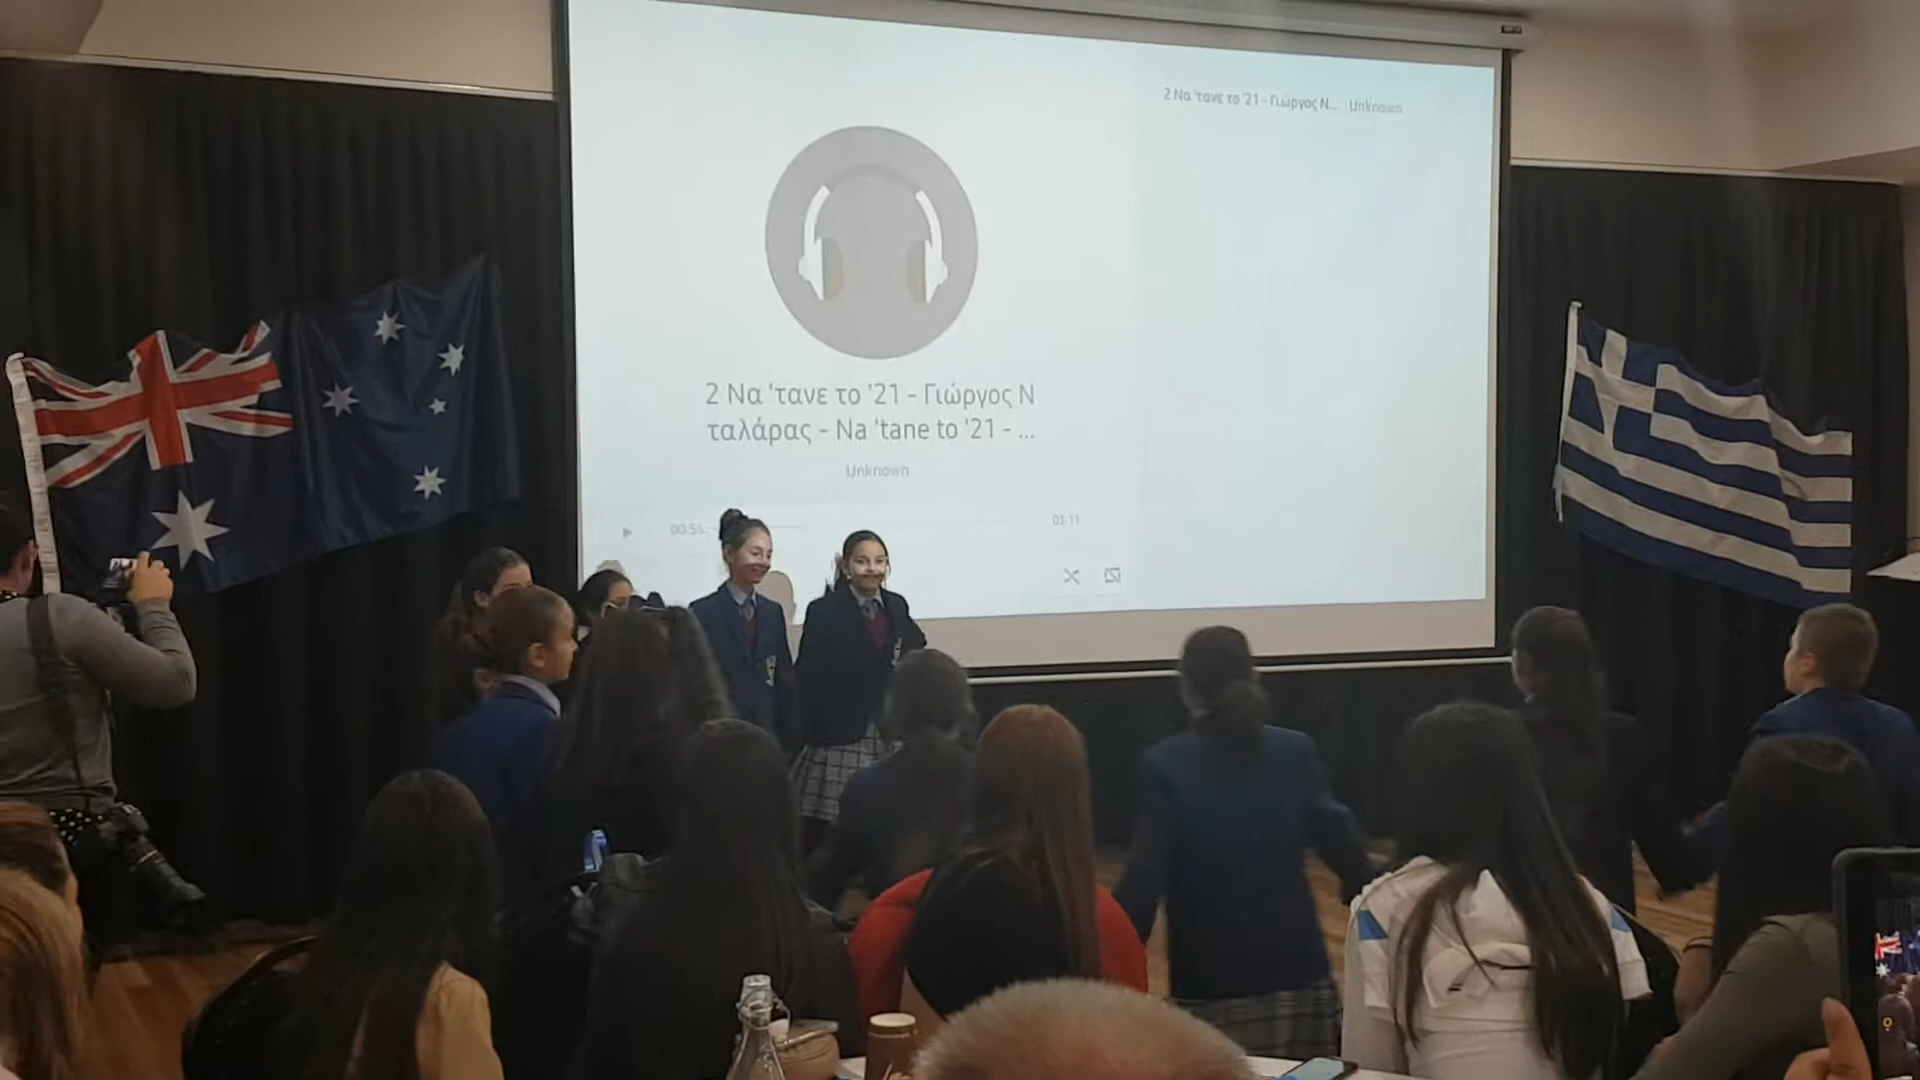 2 Να 'τανε το '21 - Γιώργος Ν... Unknown
2 Να 'τανε το '21 - Γιώργος Ν
ταλάρας - Na 'tane to '21 - ...
Unknown
00:55
03:11